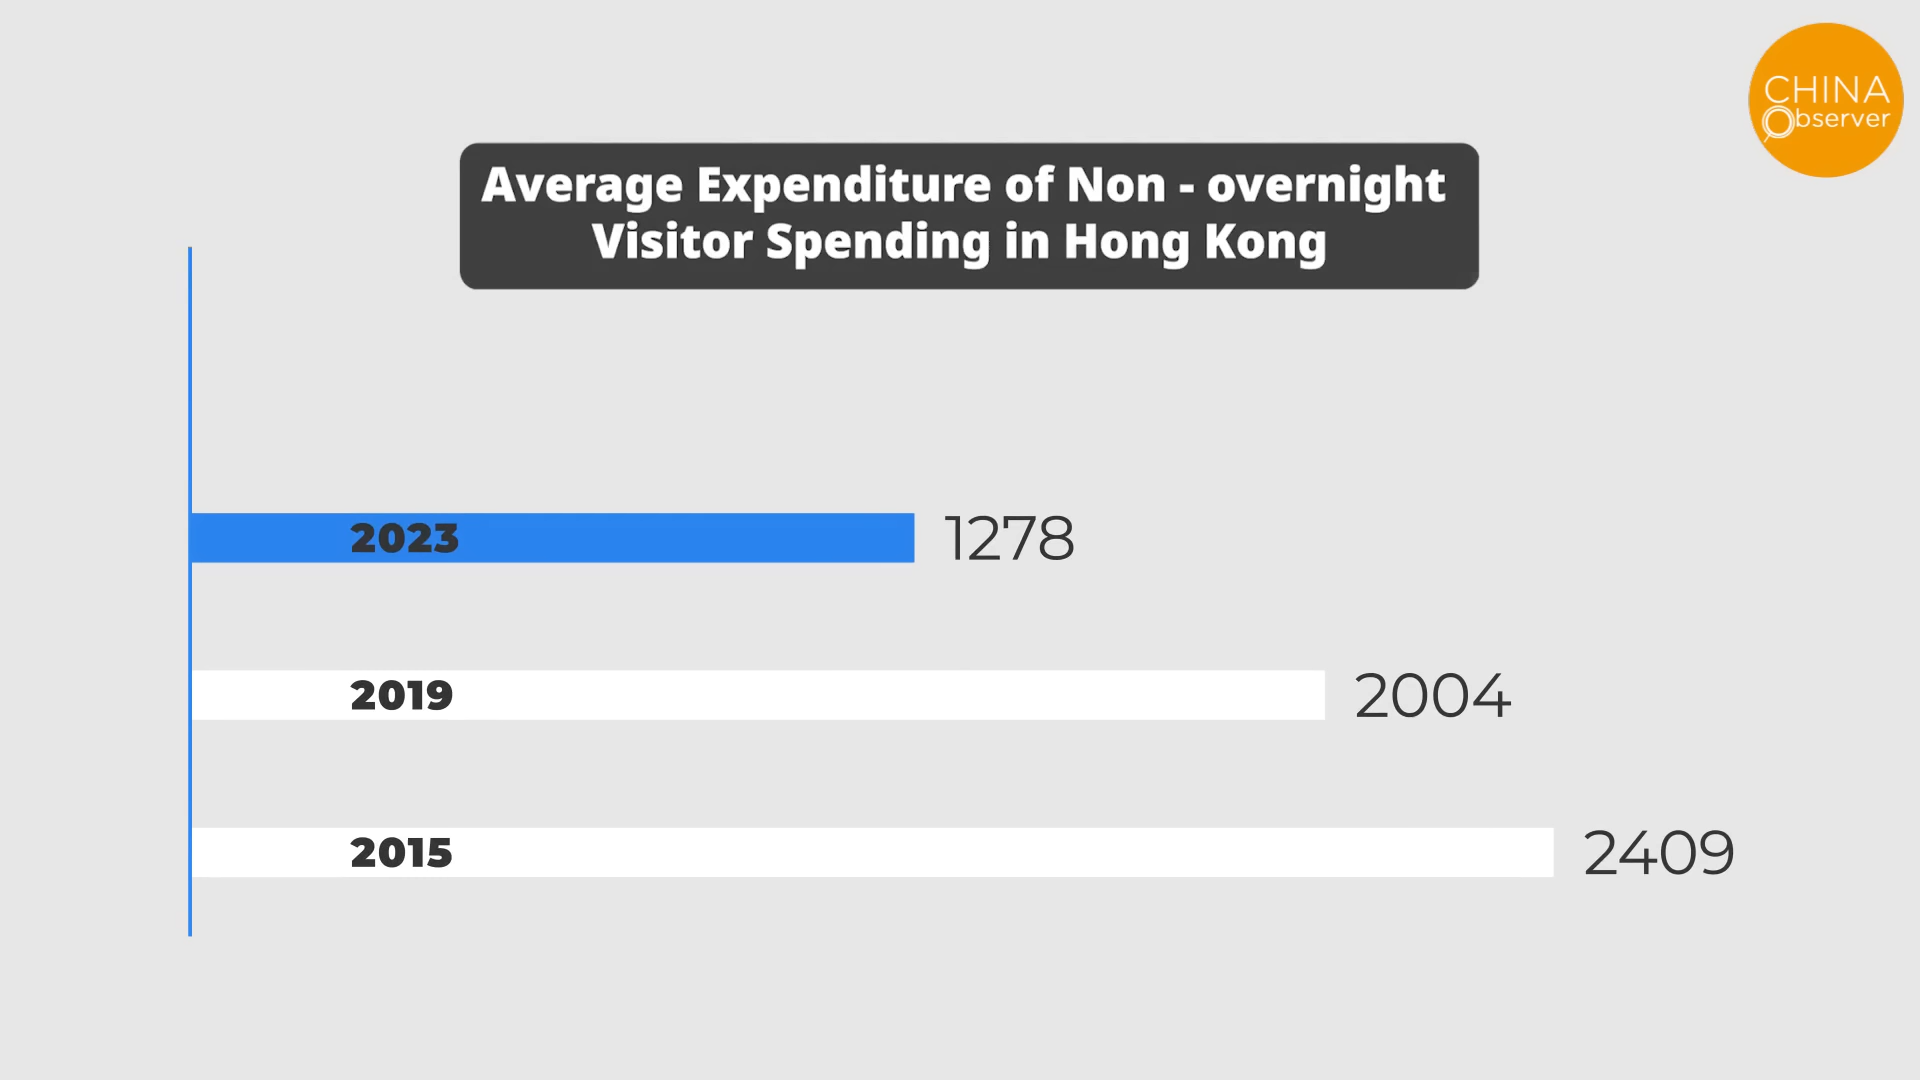 CHINA
Observer
Average Expenditure of Non - overnight
Visitor Spending in Hong Kong
2023 1278
2019 2004
2015 2409